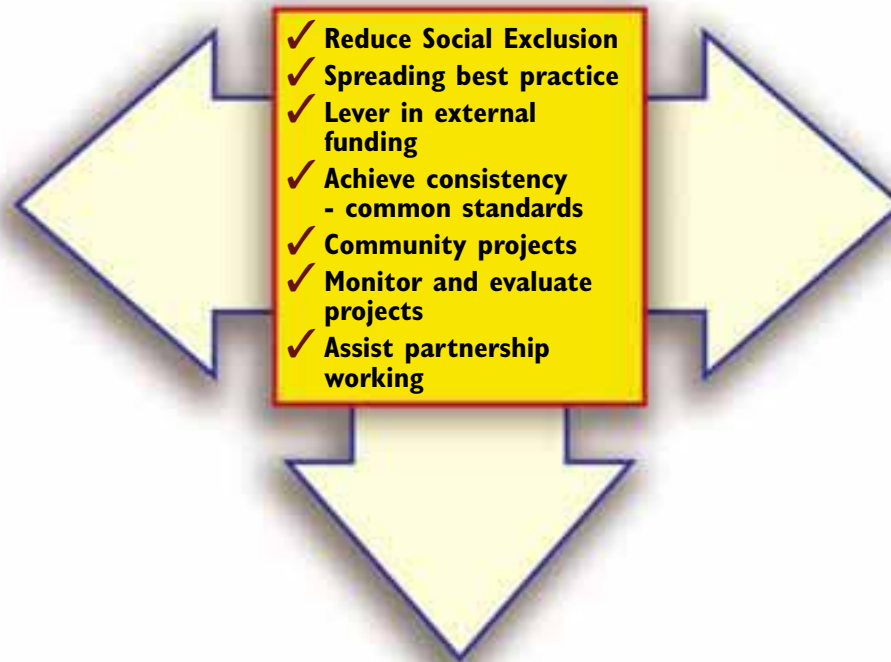 ✓ Reduce Social Exclusion
✓ Spreading best practice
✓ Lever in external
funding
✓ Achieve consistency
- common standards
✓ Community projects
✓ Monitor and evaluate
projects
✓ Assist partnership
working